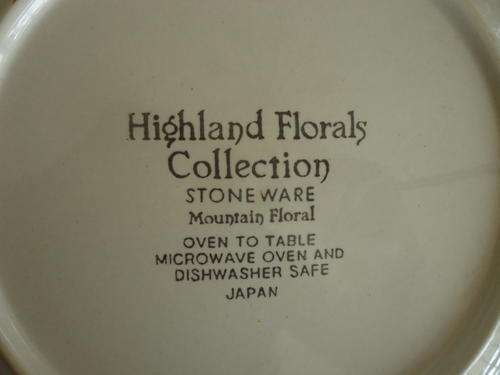 Highland Florals
Collection
STONEWARE
Mountain Floral
OVEN TO TABLE
MICROWAVE OVEN AND
DISHWASHER SAFE
JAPAN